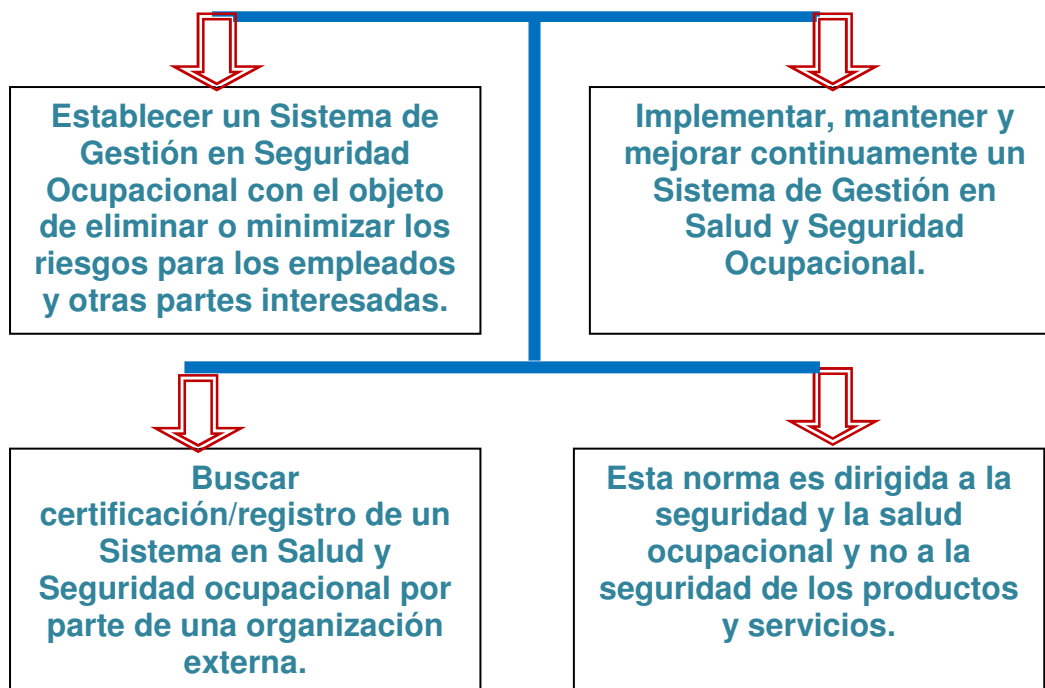 Establecer un Sistema de
Gestión en Seguridad
Ocupacional con el objeto
de eliminar o minimizar los
riesgos para los empleados
y otras partes interesadas.
Implementar, mantener y
mejorar continuamente un
Sistema de Gestión en
Salud y Seguridad
Ocupacional.
Buscar
certificación/registro de un
Sistema en Salud y
Seguridad ocupacional por
parte de una organización
externa.
Esta norma es dirigida a la
seguridad y la salud
ocupacional y no a la
seguridad de los productos
y servicios.